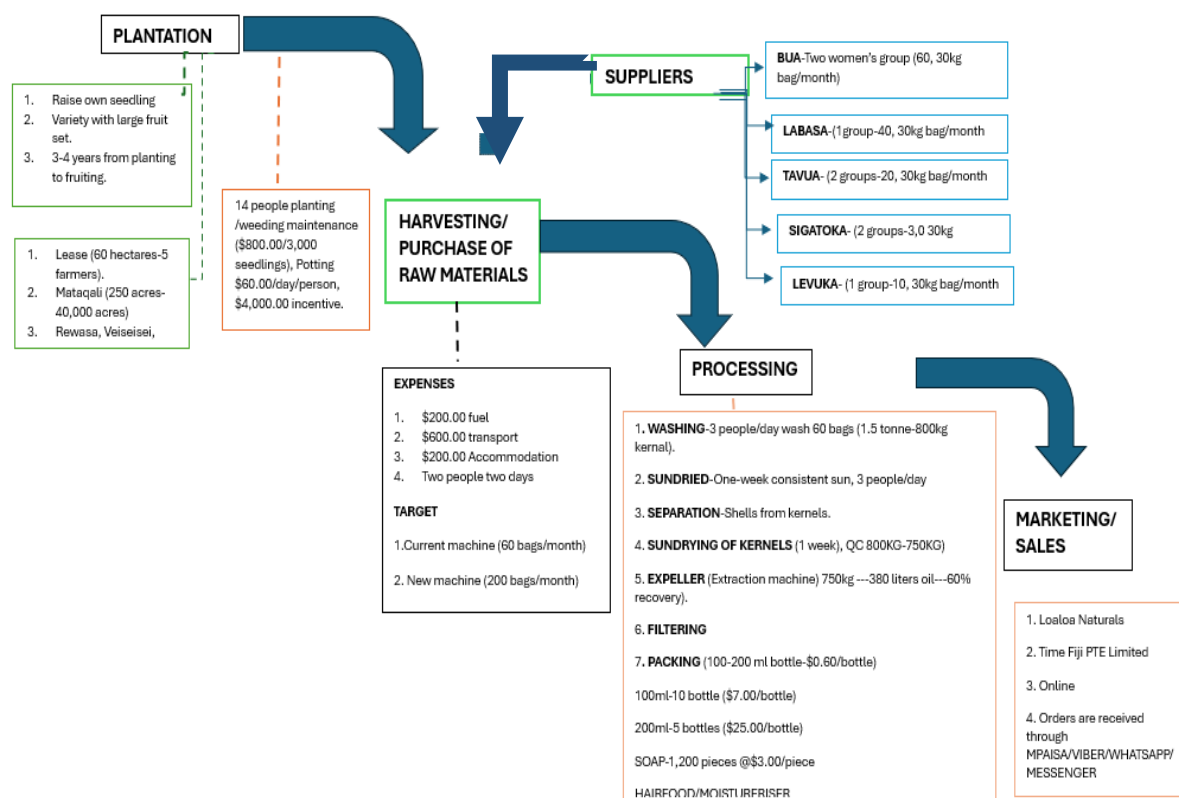 PLANTATION
1. Raise own seedling
2. Variety with large fruit
set.
3. 3-4 years from planting
to fruiting.
1. Lease (60 hectares-5
farmers).
2. Mataqali (250 acres-
40,000 acres)
3. Rewasa, Veiseisei,
14 people planting
/weeding maintenance
($800.00/3,000
seedlings), Potting
$60.00/day/person,
$4,000.00 incentive.
SUPPLIERS
BUA-Two women's group (60, 30kg
bag/month)
LABASA-(1group-40, 30kg bag/month
TAVUA- (2 groups-20, 30kg bag/month
SIGATOKA- (2 groups-3,0 30kg
LEVUKA- (1 group-10, 30kg bag/month
HARVESTING/
PURCHASE OF
RAW MATERIALS
EXPENSES
1. $200.00 fuel
2. $600.00 transport
3. $200.00 Accommodation
4. Two people two days
TARGET
1.Current machine (60 bags/month)
2. New machine (200 bags/month)
PROCESSING
1. WASHING-3 people/day wash 60 bags (1.5 tonne-800kg
kernal).
2. SUNDRIED-One-week consistent sun, 3 people/day
3. SEPARATION-Shells from kernels.
4. SUNDRYING OF KERNELS (1 week), QC 800KG-750KG)
5. EXPELLER (Extraction machine) 750kg ---380 liters oil---60%
recovery).
6. FILTERING
7. PACKING (100-200 ml bottle-$0.60/bottle)
100ml-10 bottle ($7.00/bottle)
200ml-5 bottles ($25.00/bottle)
SOAP-1,200 pieces @$3.00/piece
HAIRFOOD/MOISTURERISER
MARKETING/
SALES
1. Loaloa Naturals
2. Time Fiji PTE Limited
3. Online
4. Orders are received
through
MPAISA/VIBER/WHATSAPP/
MESSENGER